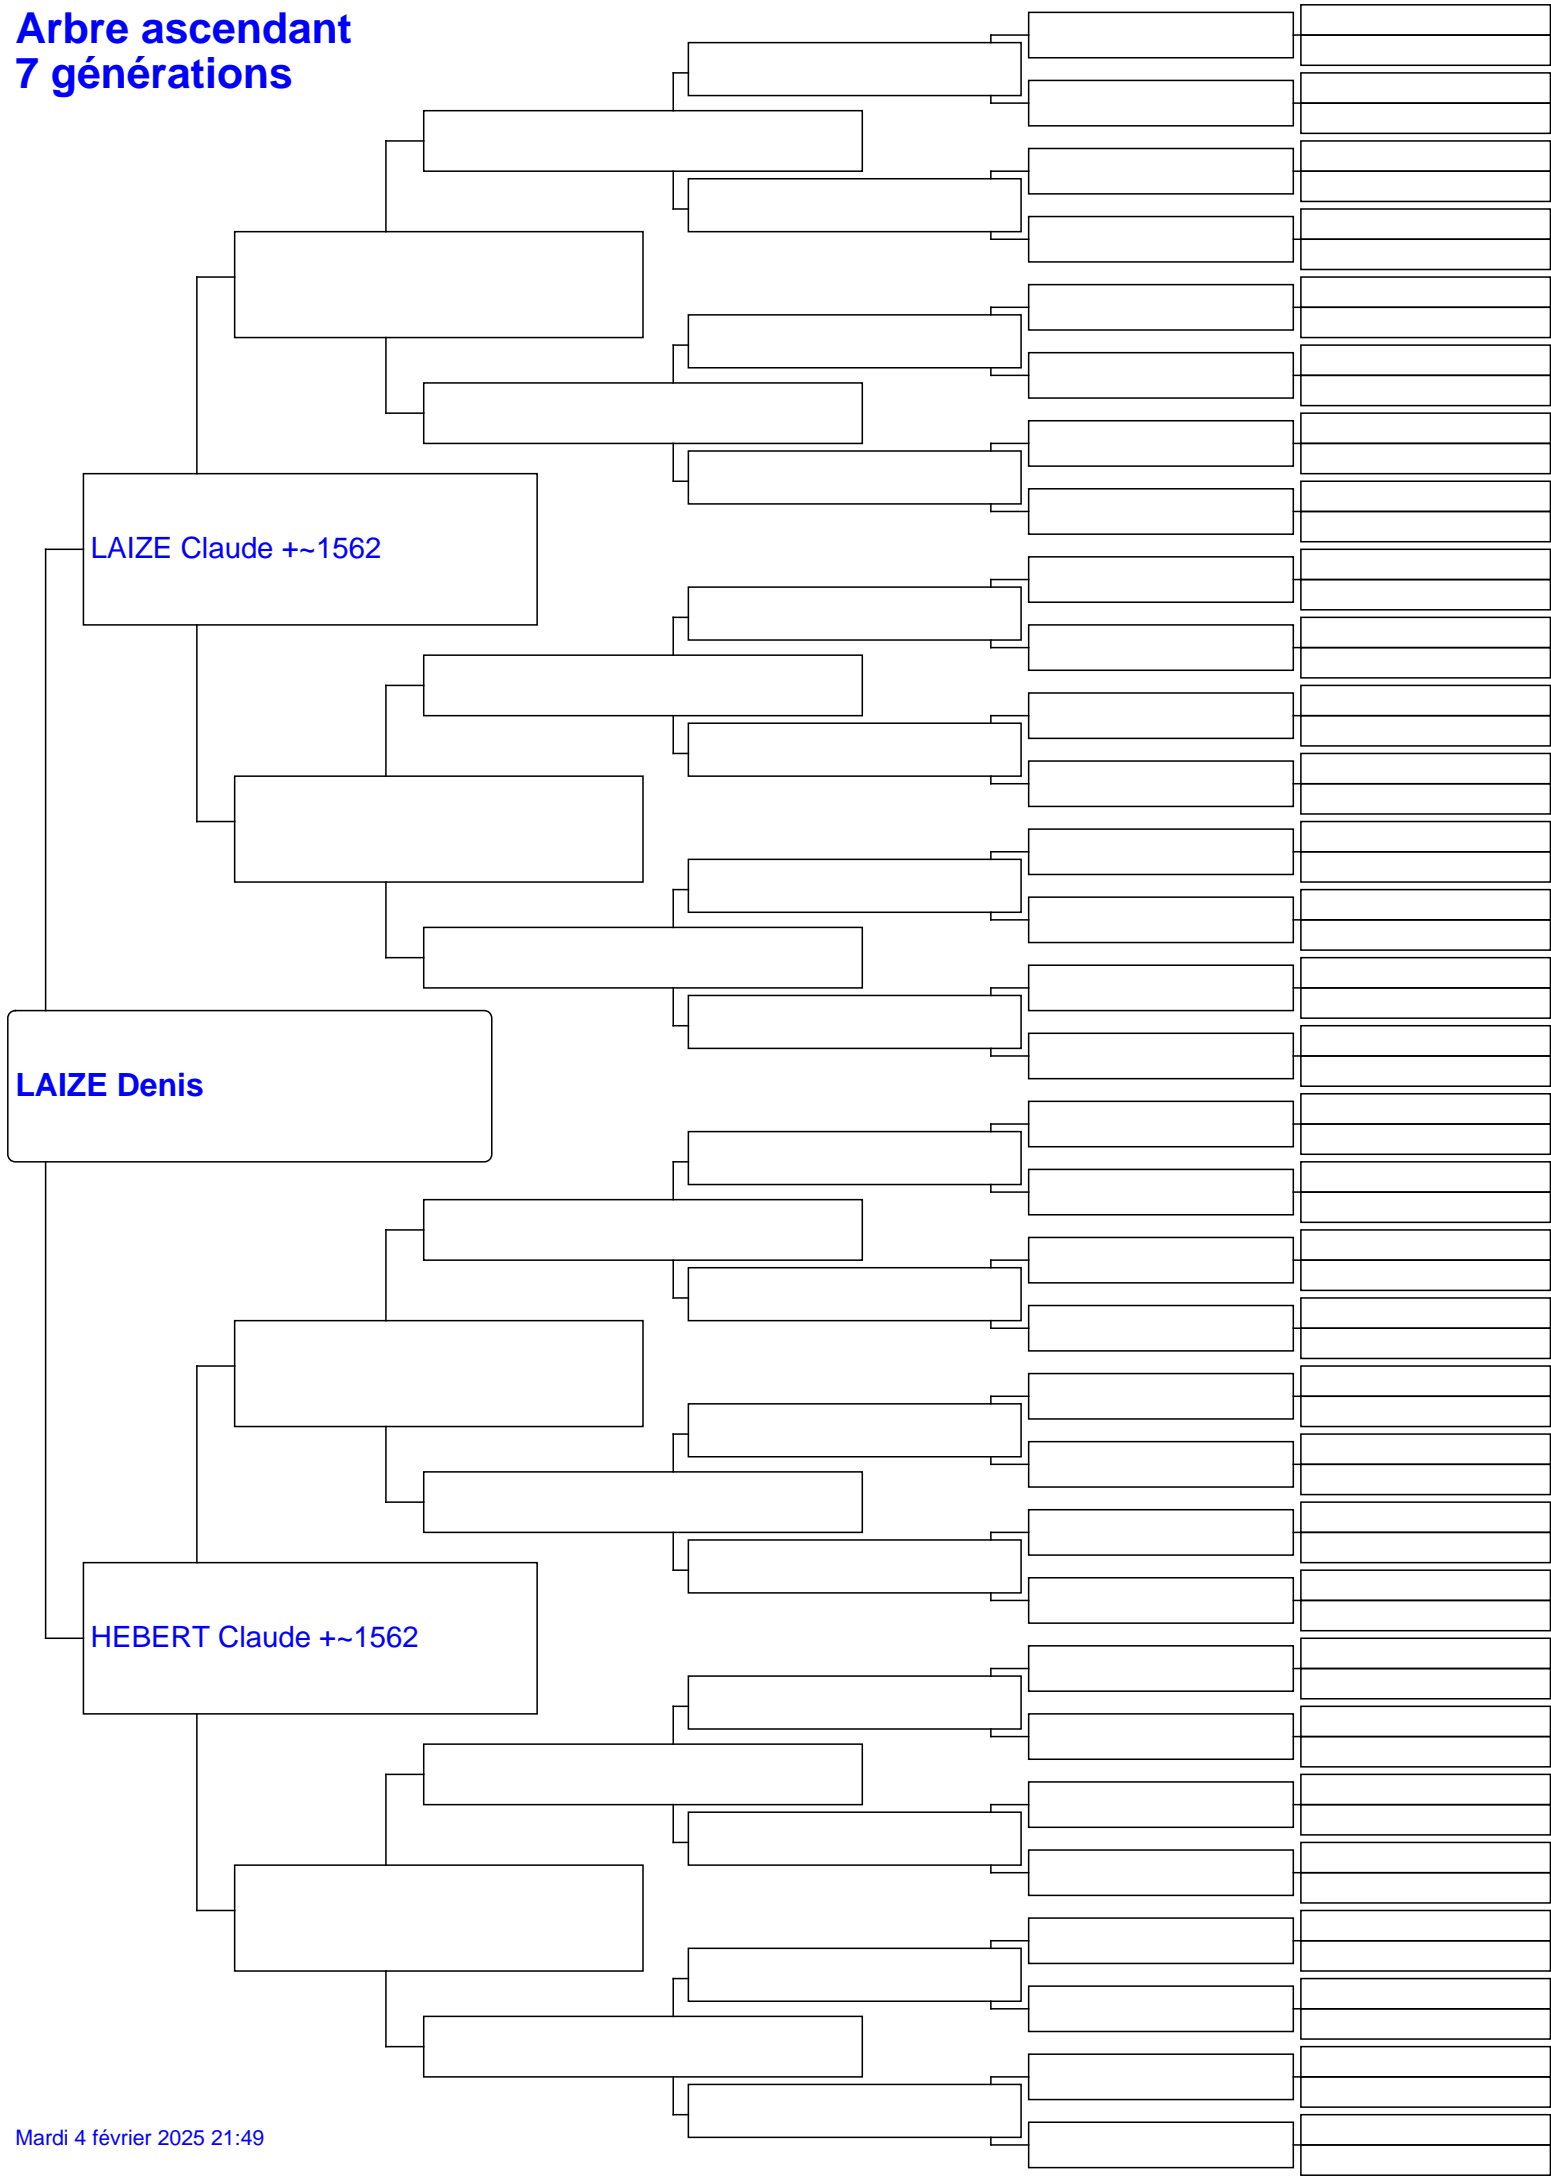 Arbre ascendant
7 générations
LAIZE Claude +~1562
LAIZE Denis
HEBERT Claude +~1562
Mardi 4 février 2025 21:49